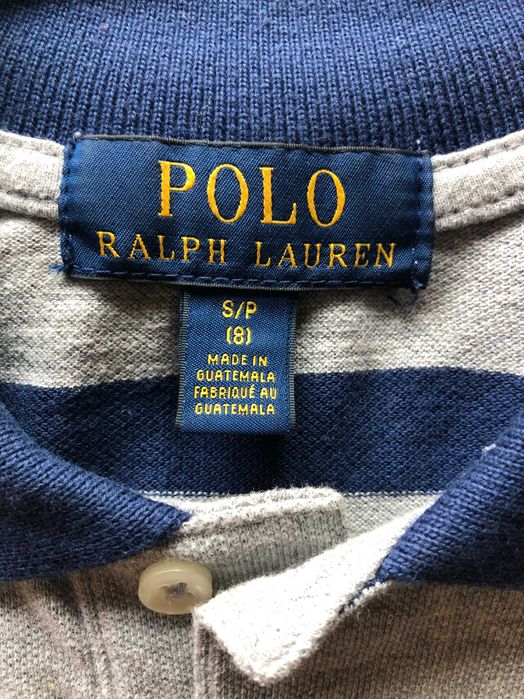 POLO
RALPH LAUREN
S/P
(8)
MADE IN
GUATEMALA
FABRIQUÉ AU
GUATEMALA